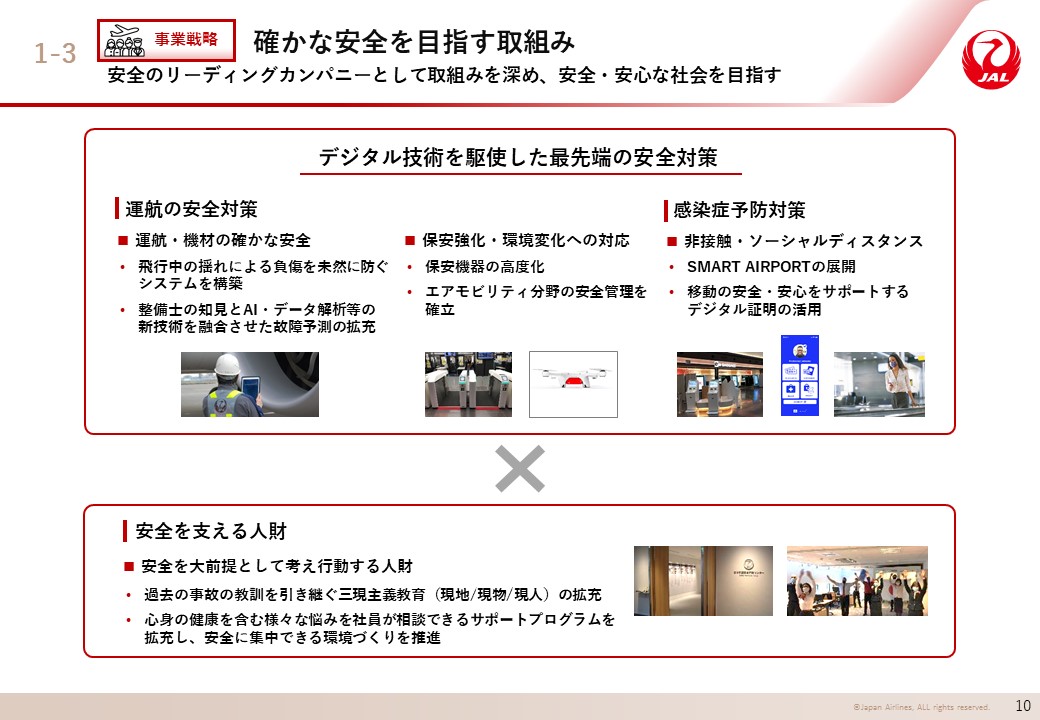 1-3
事業戦略
確かな安全を目指す取組み
安全のリーディングカンパニーとして取組みを深め、安全・安心な社会を目指す
JAL
デジタル技術を駆使した最先端の安全対策
運航の安全対策
■ 運航・機材の確かな安全
• 飛行中の揺れによる負傷を未然に防ぐ
システムを構築
• 整備士の知見とAI・データ解析等の
新技術を融合させた故障予測の拡充
■ 保安強化・環境変化への対応
• 保安機器の高度化
• エアモビリティ分野の安全管理を
確立
感染症予防対策
■ 非接触・ソーシャルディスタンス
• SMART AIRPORTの展開
• 移動の安全・安心をサポートする
デジタル証明の活用
安全を支える人財
■ 安全を大前提として考え行動する人財
• 過去の事故の教訓を引き継ぐ三現主義教育（現地/現物/現人）の拡充
• 心身の健康を含む様々な悩みを社員が相談できるサポートプログラムを
拡充し、安全に集中できる環境づくりを推進
®Japan Airlines, ALL rights reserved.
10